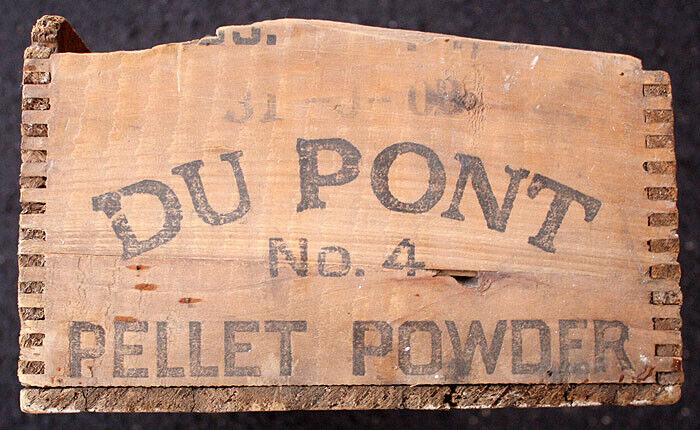 DU PONT
No. 4
PELLET POWDER